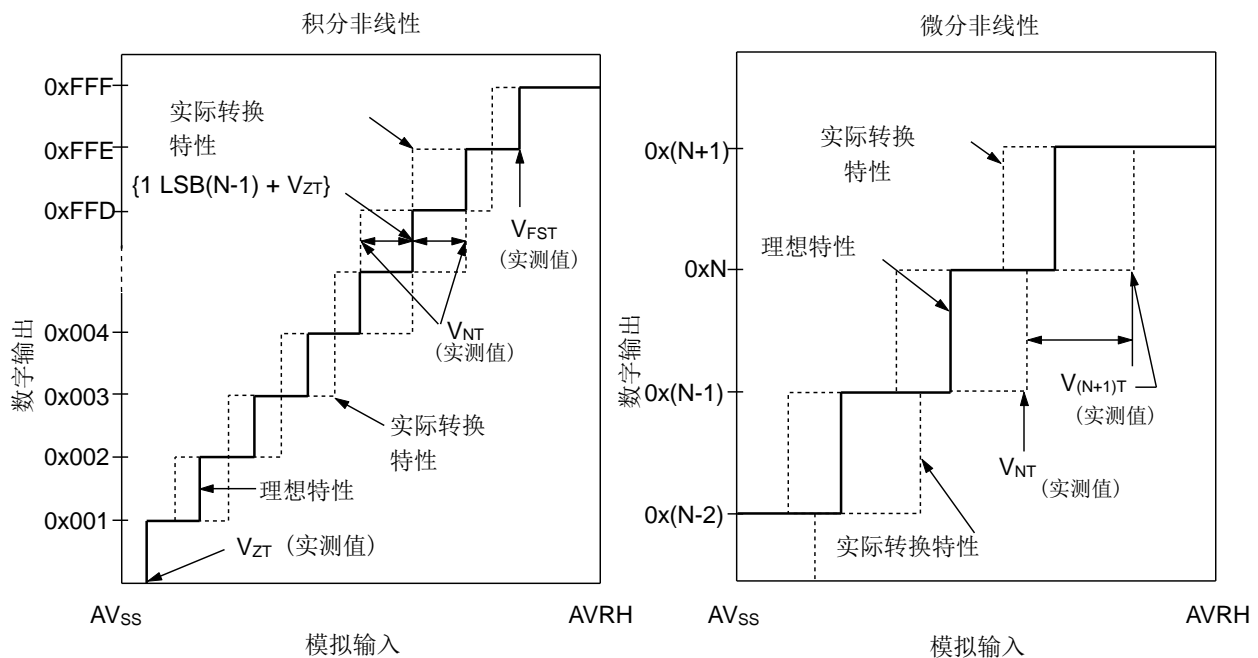 积分非线性
0xFFF
0xFFE
0xFFD
0x004
0x003
0x002
0x001
数字输出
实际转换
特性
{1 LSB(N-1) + VZT}
VFST
(实测值)
VNT
(实测值)
实际转换
特性
理想特性
VZT (实测值)
AVSS
AVRH
模拟输入
微分非线性
0x(N+1)
0xN
0x(N-1)
0x(N-2)
数字输出
实际转换
特性
理想特性
V(N+1)T
(实测值)
VNT
(实测值)
实际转换特性
AVSS
AVRH
模拟输入